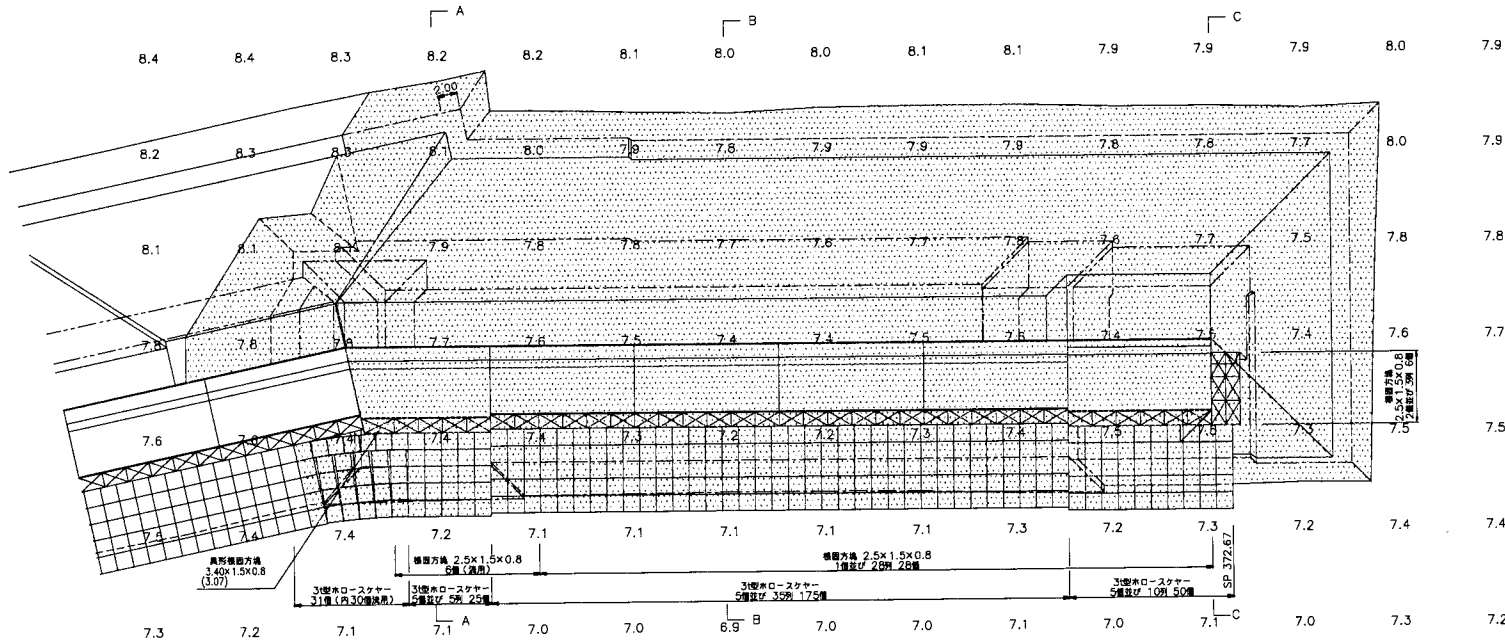 A B C
8.4 8.4 8.3 8.2 8.2 8.1 8.0 8.0 8.1 8.1 7.9 7.9 7.9 8.0 7.9
2.00
8.2 8.3 8.3 8.1 8.0 7.9 7.8 7.9 7.9 7.9 7.8 7.8 7.7 8.0 7.9
8.1 8.1 8.1 7.9 7.8 7.8 7.7 7.6 7.7 7.8 7.6 7.7 7.5 7.8 7.8
7.8 7.8 7.8 7.7 7.6 7.5 7.4 7.4 7.5 7.6 7.4 7.5 7.4 7.6 7.6
根固方塊
2.5×1.5×0.8
2個並び 3列 6個
7.6 7.6 7.4 7.4 7.4 7.3 7.2 7.2 7.3 7.4 7.5 7.3 7.5 7.5
7.5 7.4 7.4 7.2 7.1 7.1 7.1 7.1 7.1 7.3 7.2 7.3 7.2 7.4 7.4
異形根固方塊
3.40×1.5×0.8
(3.07)
根固方塊 2.5×1.5×0.8
6個(流用)
根固方塊 2.5×1.5×0.8
1個並び 28列 28個
SP 372.67
3t型ホロースケヤー
31個(内30個流用)
3t型ホロースケヤー
5個並び 5列 25個
3t型ホロースケヤー
5個並び 35列 175個
3t型ホロースケヤー
5個並び 10列 50個
A B C
7.3 7.2 7.1 7.1 7.0 7.0 6.9 7.0 7.0 7.1 7.0 7.1 7.0 7.3 7.2